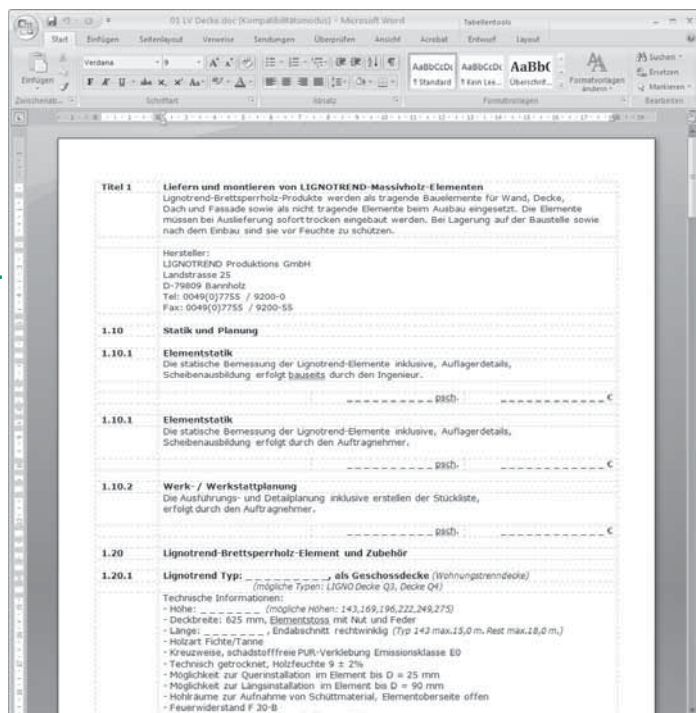 01 LV Decke.doc [Kompatibilitätsmodus] - Microsoft Word
Tabellentools
Start Einfügen Seitenlayout Verweise Sendungen Überprüfen Ansicht Acrobat Entwurf Layout
Verdana 9
Suchen
Einfügen
F K U abc
AaBbCcDc AaBbCcDc AaBbC
Ersetzen
¶ Standard ¶ Kein Lee... Überschrif...
Formatvorlagen ändern
Markieren
Zwischenab... Schriftart Absatz Formatvorlagen Bearbeiten
Titel 1 Liefern und montieren von LIGNOTREND-Massivholz-Elementen
Lignotrend-Brettsperrholz-Produkte werden als tragende Bauelemente für Wand, Decke,
Dach und Fassade sowie als nicht tragende Elemente beim Ausbau eingesetzt. Die Elemente
müssen bei Auslieferung sofort trocken eingebaut werden. Bei Lagerung auf der Baustelle sowie
nach dem Einbau sind sie vor Feuchte zu schützen.
Hersteller:
LIGNOTREND Produktions GmbH
Landstrasse 25
D-79809 Bannholz
Tel: 0049(0)7755 / 9200-0
Fax: 0049(0)7755 / 9200-55
1.10 Statik und Planung
1.10.1 Elementstatik
Die statische Bemessung der Lignotrend-Elemente inklusive, Auflagerdetails,
Scheibenausbildung erfolgt bauseits durch den Ingenieur.
_ _ _ _ _ _ _ _ _ psch. _ _ _ _ _ _ _ _ _ _ €
1.10.1 Elementstatik
Die statische Bemessung der Lignotrend-Elemente inklusive, Auflagerdetails,
Scheibenausbildung erfolgt durch den Auftragnehmer.
_ _ _ _ _ _ _ _ _ psch. _ _ _ _ _ _ _ _ _ _ €
1.10.2 Werk-/ Werkstattplanung
Die Ausführungs- und Detailplanung inklusive erstellen der Stückliste,
erfolgt durch den Auftragnehmer.
_ _ _ _ _ _ _ _ _ psch. _ _ _ _ _ _ _ _ _ _ €
1.20 Lignotrend-Brettsperrholz-Element und Zubehör
1.20.1 Lignotrend Typ: _ _ _ _ _ _ _ _ _, als Geschossdecke (Wohnungstrenndecke)
(mögliche Typen: LIGNO Decke Q3, Decke Q4)
Technische Informationen:
- Höhe: _ _ _ _ _ _ _ (mögliche Höhen: 143,169,196,222,249,275)
- Deckbreite: 625 mm, Elementstoss mit Nut und Feder
- Länge: _ _ _ _ _ _ _ , Endabschnitt rechtwinklig (Typ 143 max.15,0 m. Rest max.18,0 m.)
- Holzart Fichte/Tanne
- Kreuzweise, schadstofffreie PUR-Verklebung Emissionsklasse E0
- Technisch getrocknet, Holzfeuchte 9 ± 2%
- Möglichkeit zur Querinstallation im Element bis D = 25 mm
- Möglichkeit zur Längsinstallation im Element bis D = 90 mm
- Hohlräume zur Aufnahme von Schüttmaterial, Elementoberseite offen
- Feuerwiderstand F 30-B